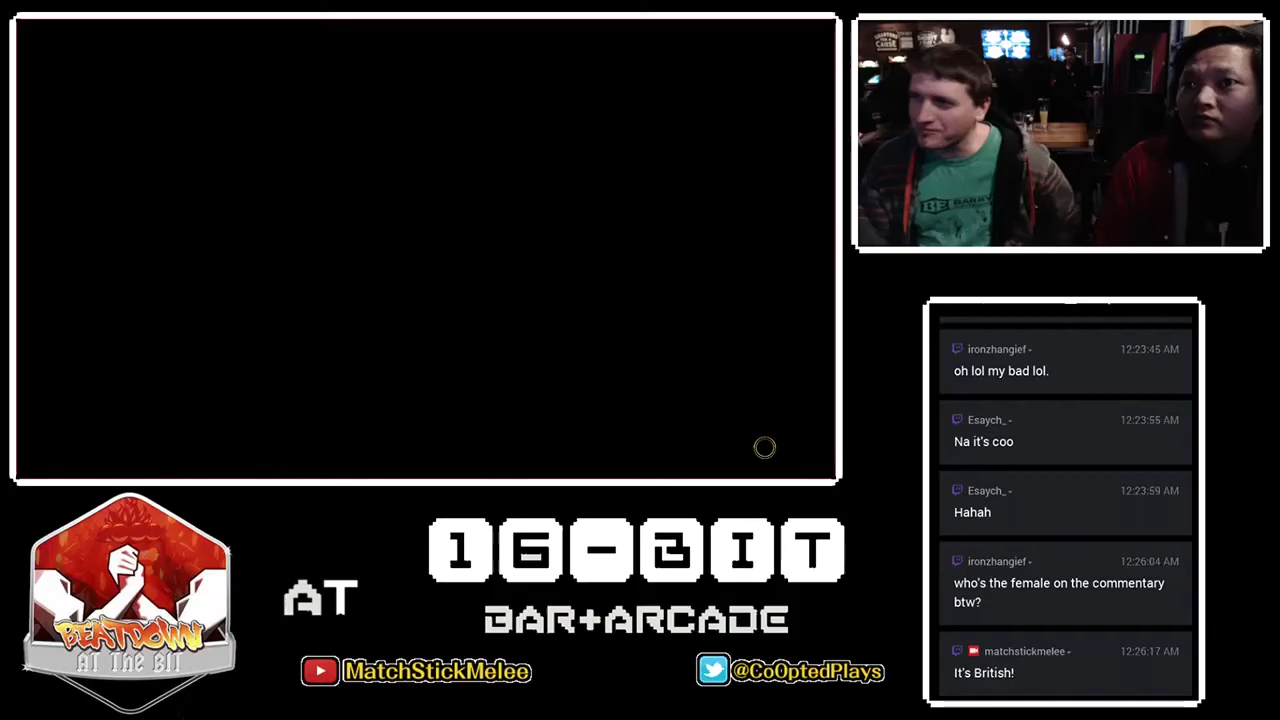 BE BARRY
ironzhangief
12:23:45 AM
oh lol my bad lol.
Esaych_
12:23:55 AM
Na it's coo
Esaych_
12:23:59 AM
Hahah
ironzhangief
12:26:04 AM
who's the female on the commentary
btw?
matchstickmelee
12:26:17 AM
It's British!
BEATDOWN
AT THE BIT
AT
16-BIT
BAR+ARCADE
MatchStickMelee
@CoOptedPlays